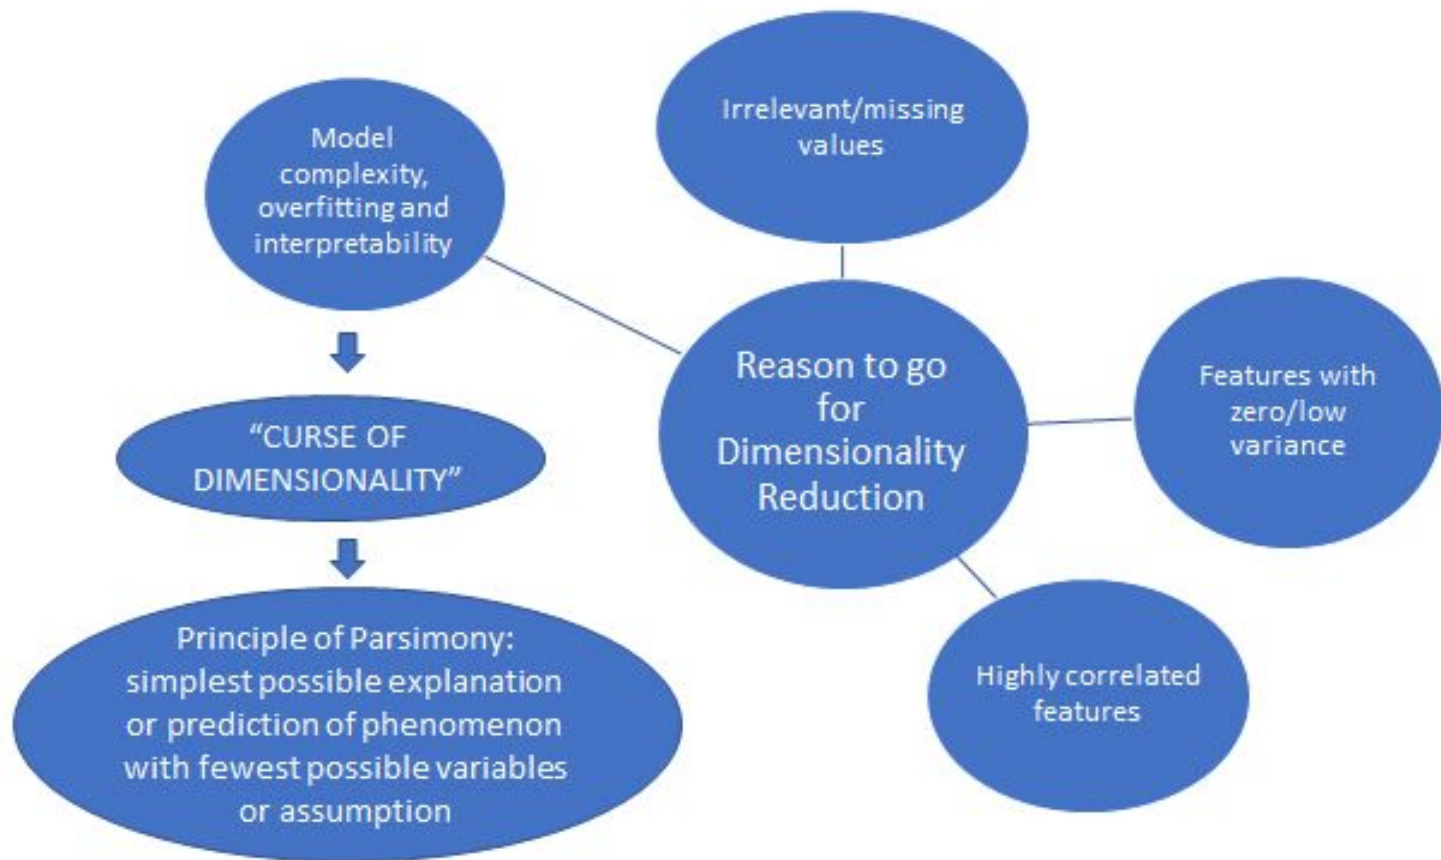 Irrelevant/missing
values
Model
complexity,
overfitting and
interpretability
Reason to go
for
Dimensionality
Reduction
Features with
zero/low
variance
"CURSE OF
DIMENSIONALITY"
Highly correlated
features
Principle of Parsimony:
simplest possible explanation
or prediction of phenomenon
with fewest possible variables
or assumption